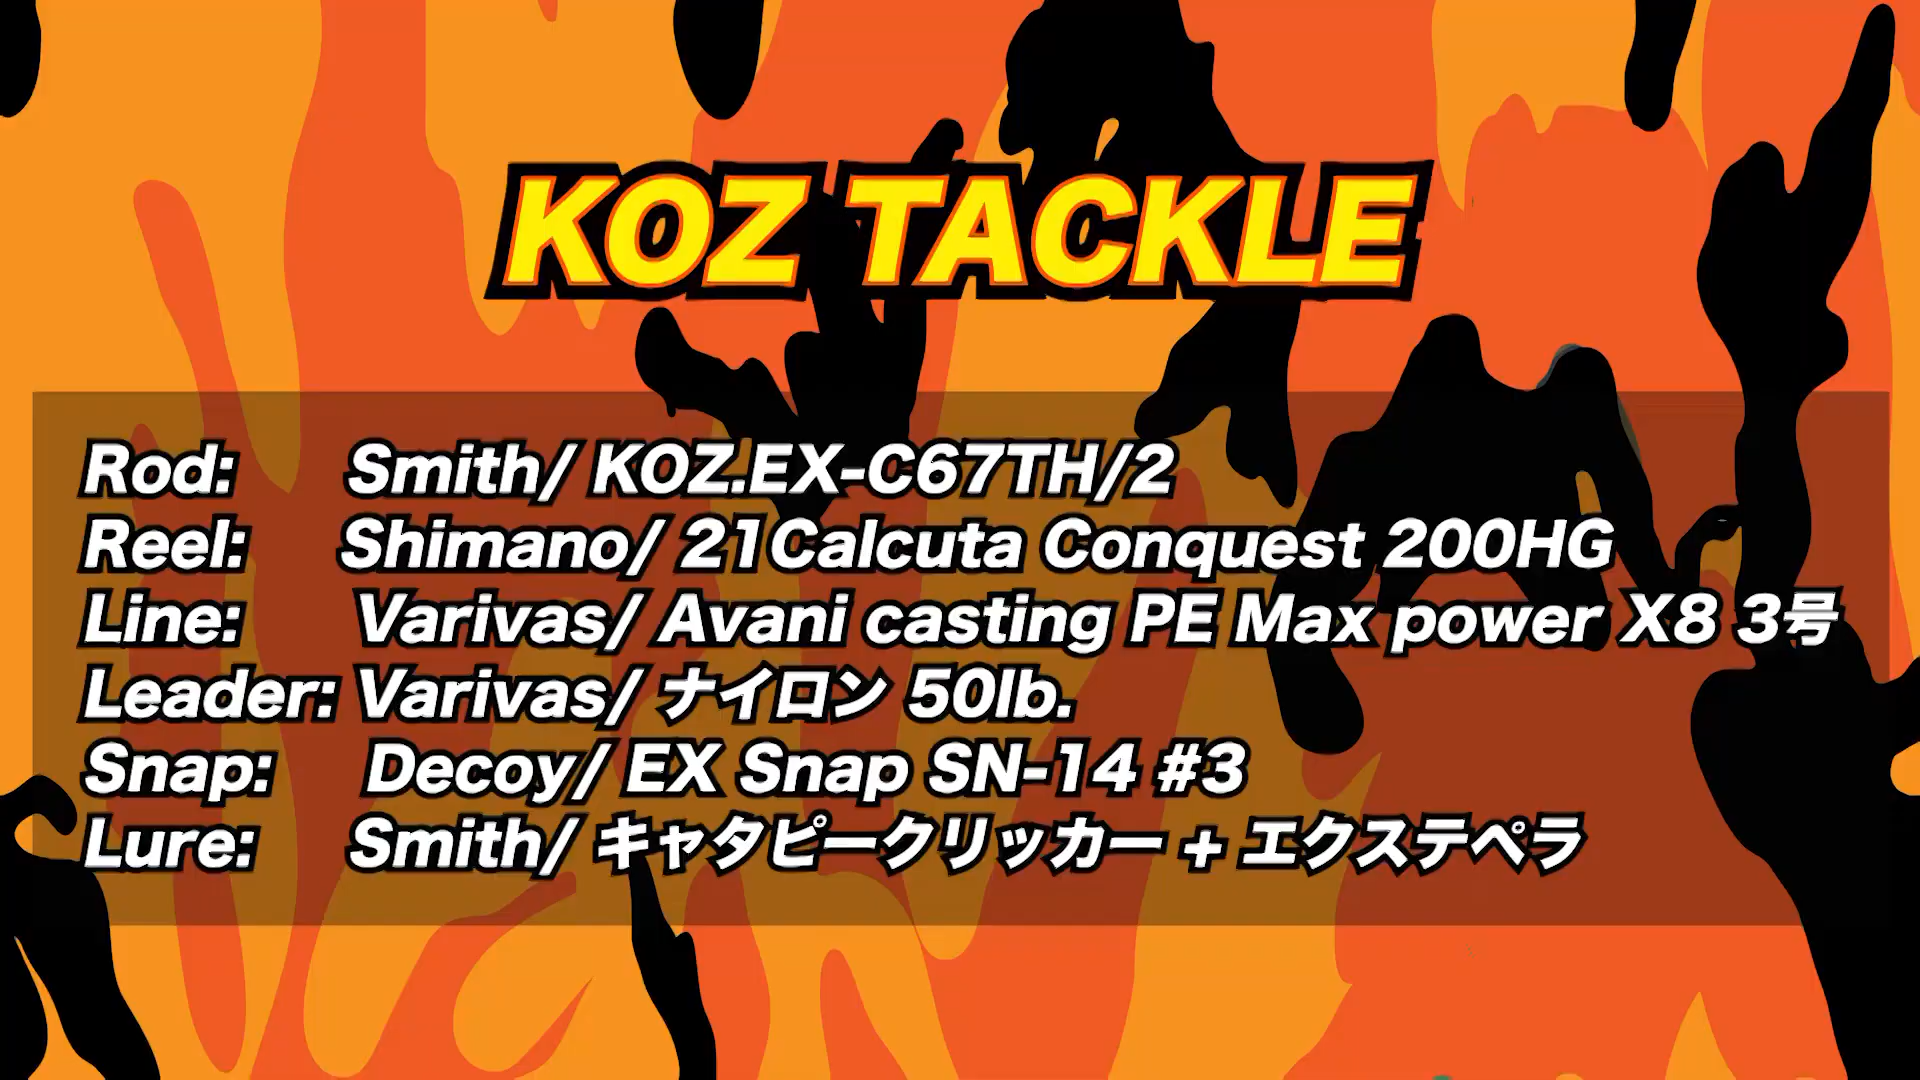 KOZ TACKLE
Rod: Smith/ KOZ.EX-C67TH/2
Reel: Shimano/ 21Calcuta Conquest 200HG
Line: Varivas/ Avani casting PE Max power X8 3号
Leader: Varivas/ ナイロン 50lb.
Snap: Decoy/ EX Snap SN-14 #3
Lure: Smith/ キャタピークリッカー + エクステペラ